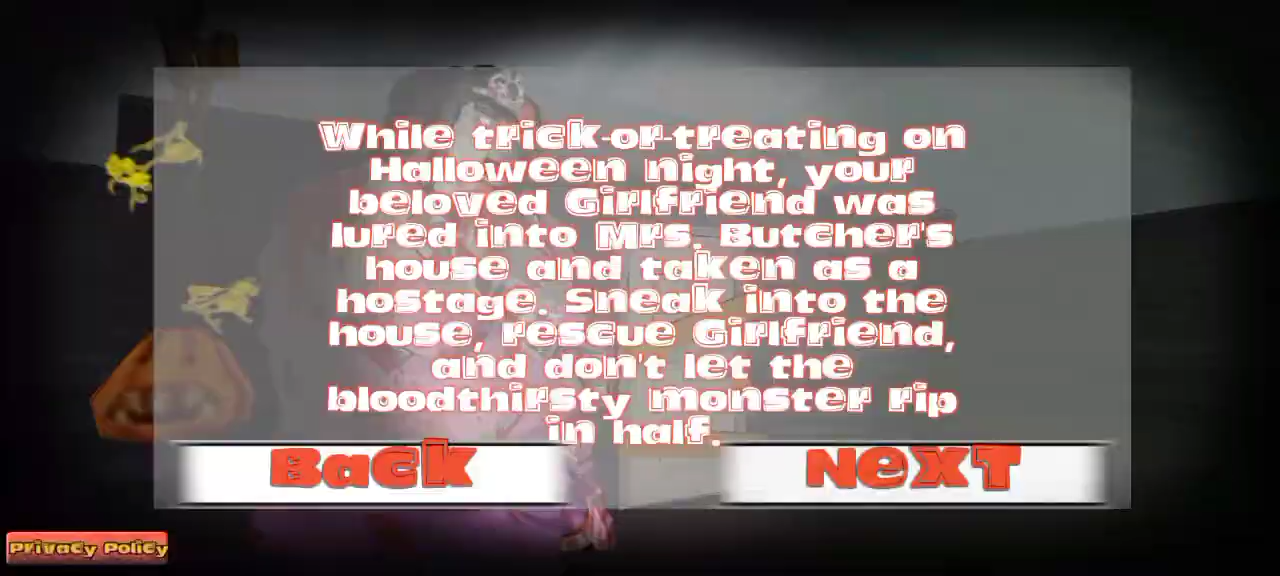 While trick-or-treating on
Halloween night, your
beloved Girlfriend was
lured into Mrs. Butcher's
house and taken as a
hostage. Sneak into the
house, rescue Girlfriend,
and don't let the
bloodthirsty monster rip
in half.
Back
Next
Privacy Policy